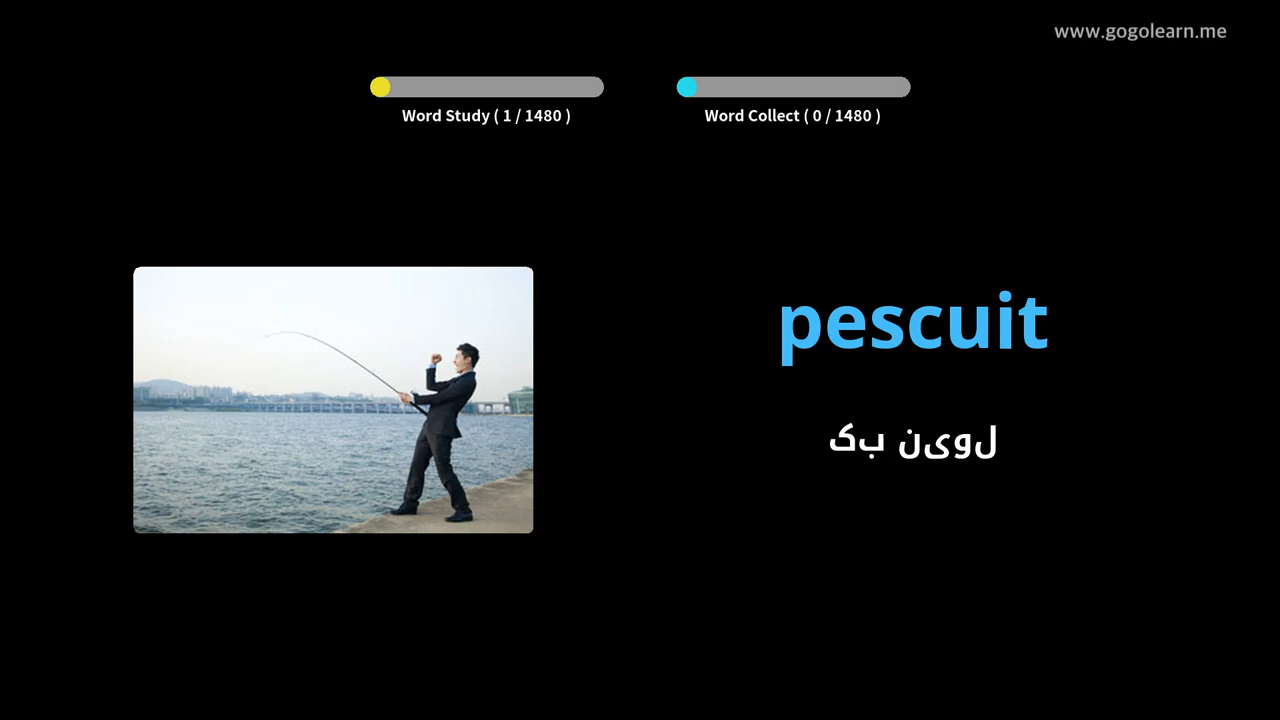 www.gogolearn.me
Word Study ( 1 / 1480 )
Word Collect ( 0 / 1480 )
pescuit
لوین بک